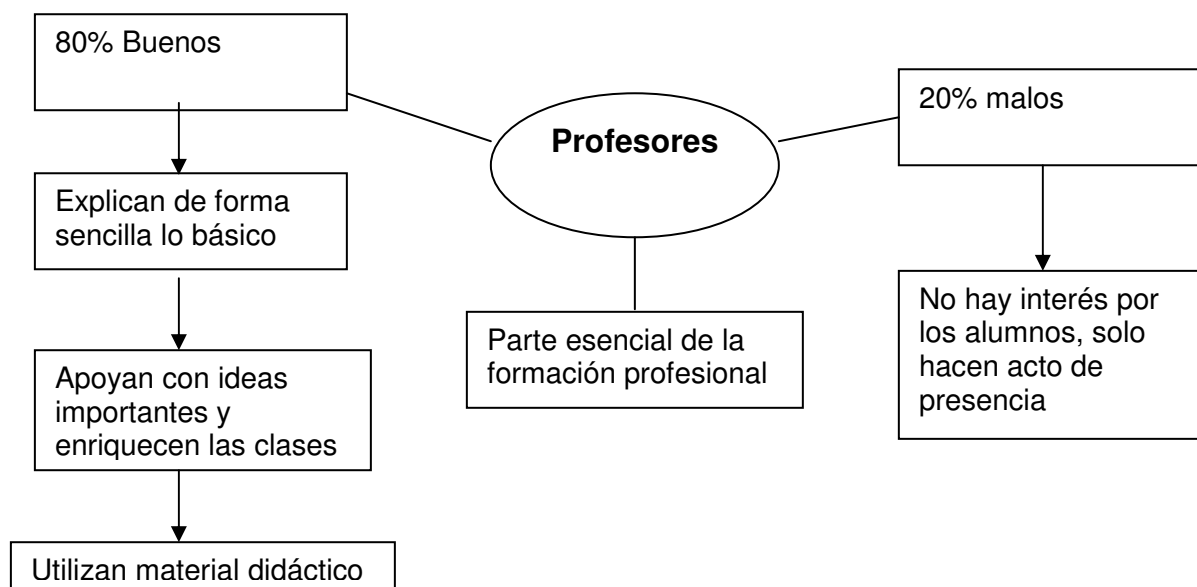 80% Buenos
Explican de forma
sencilla lo básico
Apoyan con ideas
importantes y
enriquecen las clases
Utilizan material didáctico
Profesores
Parte esencial de la
formación profesional
20% malos
No hay interés por
los alumnos, solo
hacen acto de
presencia